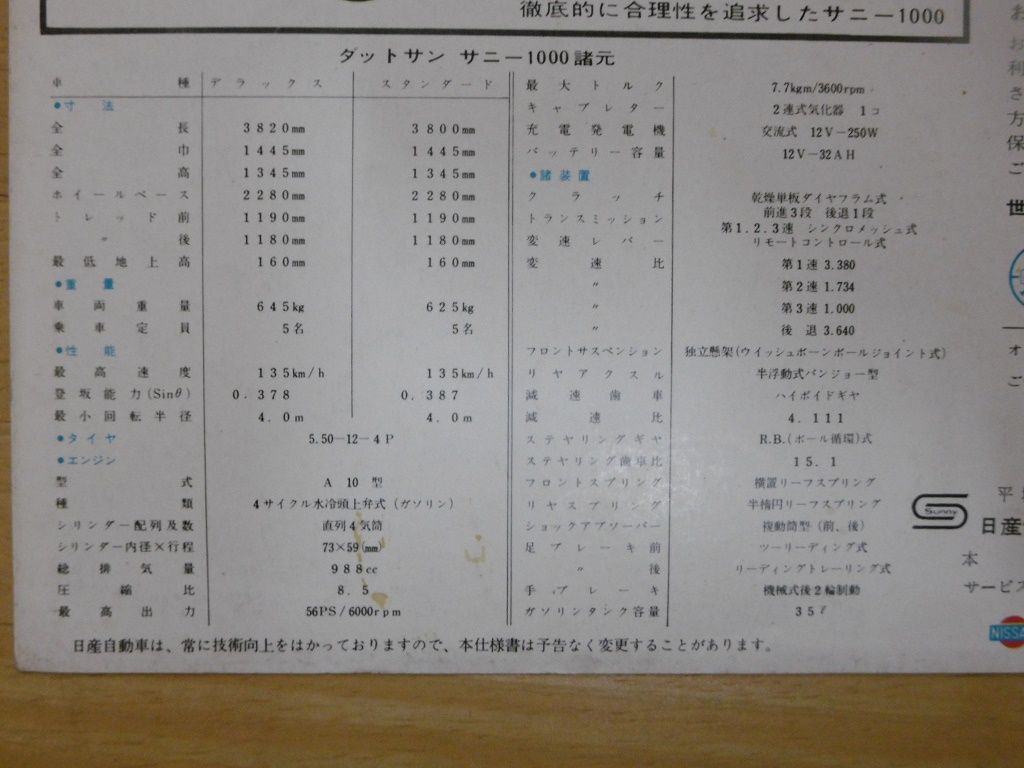 徹底的に合理性を追求したサニー1000
ダットサン サニー1000諸元
車種 デラックス スタンダード
●寸法
全長 3820mm 3800mm
全巾 1445mm 1445mm
全高 1345mm 1345mm
ホイールベース 2280mm 2280mm
トレッド前 1190mm 1190mm
〃 後 1180mm 1180mm
最低地上高 160mm 160mm
●重量
車両重量 645kg 625kg
乗車定員 5名 5名
●性能
最高速度 135km/h 135km/h
登坂能力(Sinθ) 0.378 0.387
最小回転半径 4.0m 4.0m
●タイヤ 5.50-12-4P
●エンジン
型式 A10型
種類 4サイクル水冷頭上弁式(ガソリン)
シリンダー配列及数 直列4気筒
シリンダー内径×行程 73×59(mm)
総排気量 988cc
圧縮比 8.5
最高出力 56PS/6000rpm
最大トルク 7.7kgm/3600rpm
キャブレター 2連式気化器 1コ
充電発電機 交流式 12V-250W
バッテリー容量 12V-32AH
●諸装置
クラッチ 乾燥単板ダイヤフラム式
トランスミッション 前進3段 後退1段
第1.2.3速 シンクロメッシュ式
変速レバー リモートコントロール式
変速比 第1速 3.380
〃 第2速 1.734
〃 第3速 1.000
〃 後退 3.640
フロントサスペンション 独立懸架(ウイッシュボーンボールジョイント式)
リヤアクスル 半浮動式バンジョー型
減速歯車 ハイポイドギヤ
減速比 4.111
ステヤリングギヤ R.B.(ボール循環)式
ステヤリング歯車比 15.1
フロントスプリング 横置リーフスプリング
リヤスプリング 半楕円リーフスプリング
ショックアブソーバー 複動筒型(前、後)
足ブレーキ前 ツーリーディング式
〃 後 リーディングトレーリング式
手ブレーキ 機械式後2輪制動
ガソリンタンク容量 35ℓ
日産自動車は、常に技術向上をはかっておりますので、本仕様書は予告なく変更することがあります。
お
お
利
さ
方
保
ご
世
オ
ご
Sunny
平
日産
本
サービス
NISSA